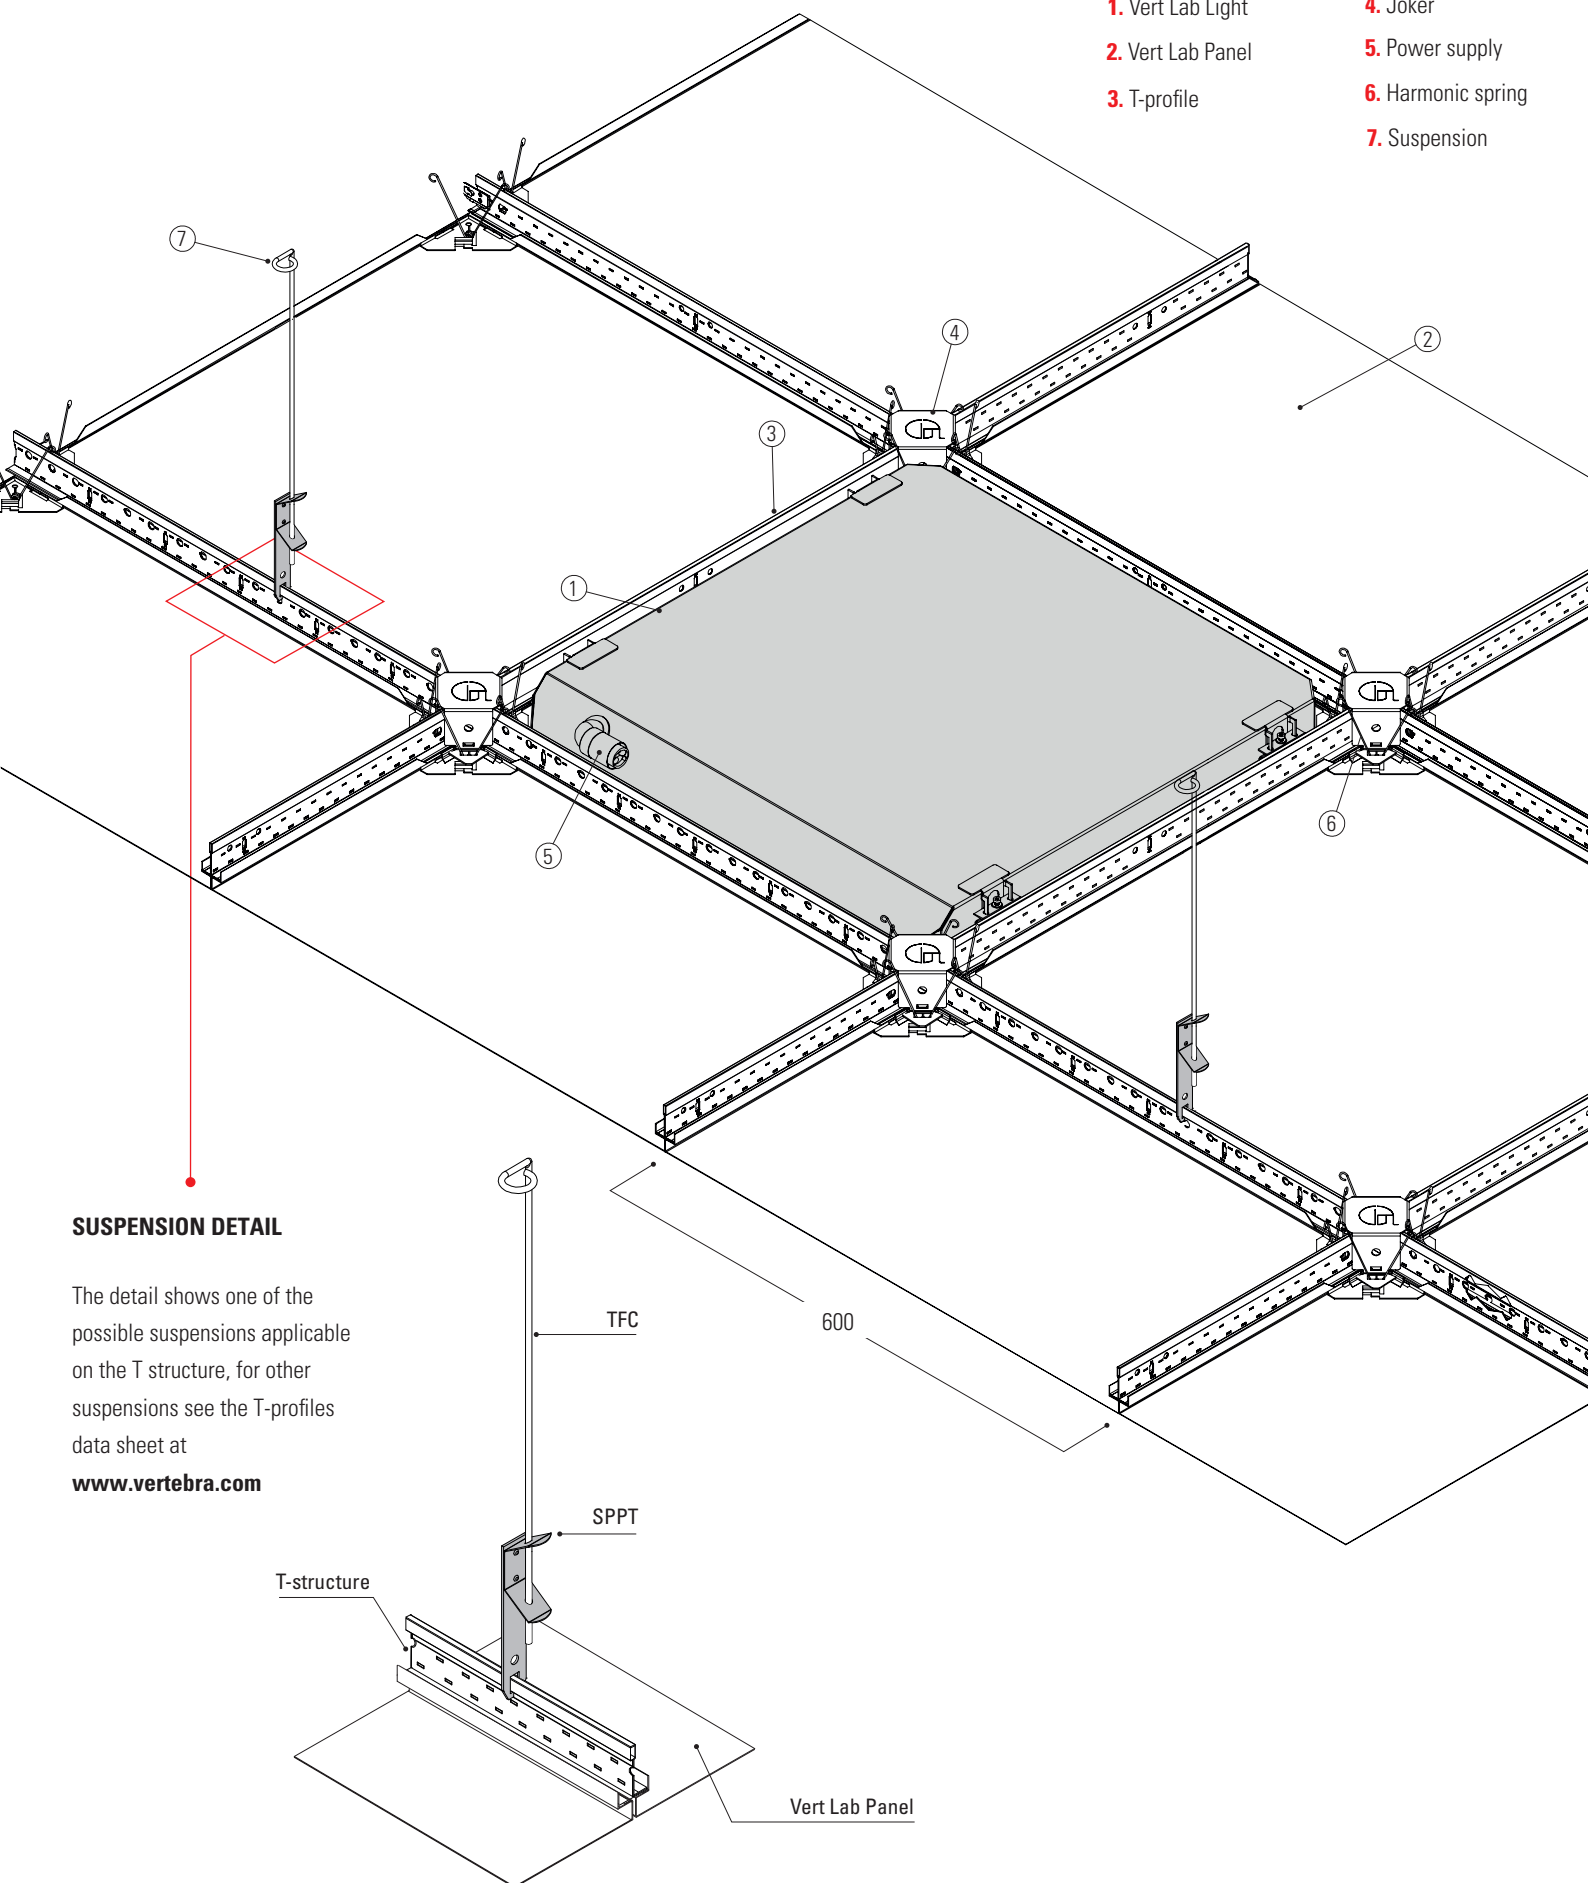 1. Vert Lab Light
2. Vert Lab Panel
3. T-profile
4. Joker
5. Power supply
6. Harmonic spring
7. Suspension
7
4
2
3
1
5
6
600
SUSPENSION DETAIL
The detail shows one of the
possible suspensions applicable
on the T structure, for other
suspensions see the T-profiles
data sheet at
www.vertebra.com
TFC
SPPT
T-structure
Vert Lab Panel